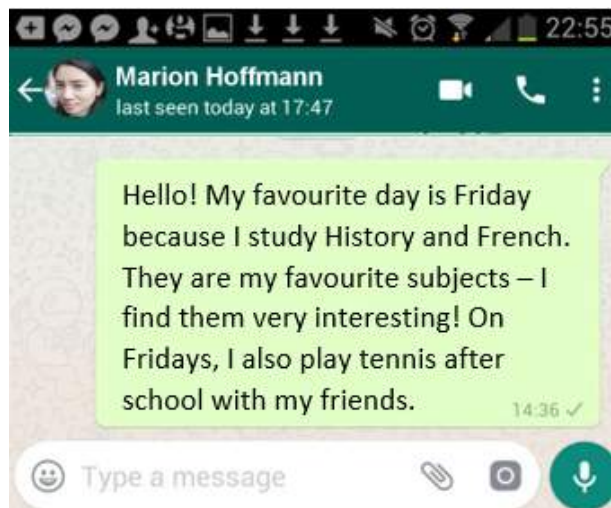 22:55
Marion Hoffmann
last seen today at 17:47
Hello! My favourite day is Friday
because I study History and French.
They are my favourite subjects – I
find them very interesting! On
Fridays, I also play tennis after
school with my friends.
14:36
Type a message